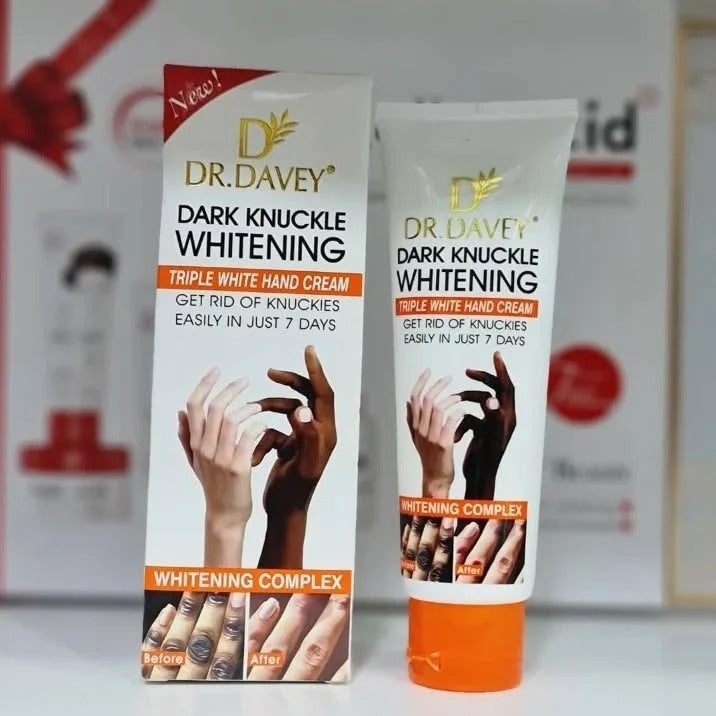 New!
D
DR.DAVEY®
DARK KNUCKLE
WHITENING
TRIPLE WHITE HAND CREAM
GET RID OF KNUCKIES
EASILY IN JUST 7 DAYS
WHITENING COMPLEX
Before
After
D
DR.DAVEY®
DARK KNUCKLE
WHITENING
TRIPLE WHITE HAND CREAM
GET RID OF KNUCKIES
EASILY IN JUST 7 DAYS
WHITENING COMPLEX
After